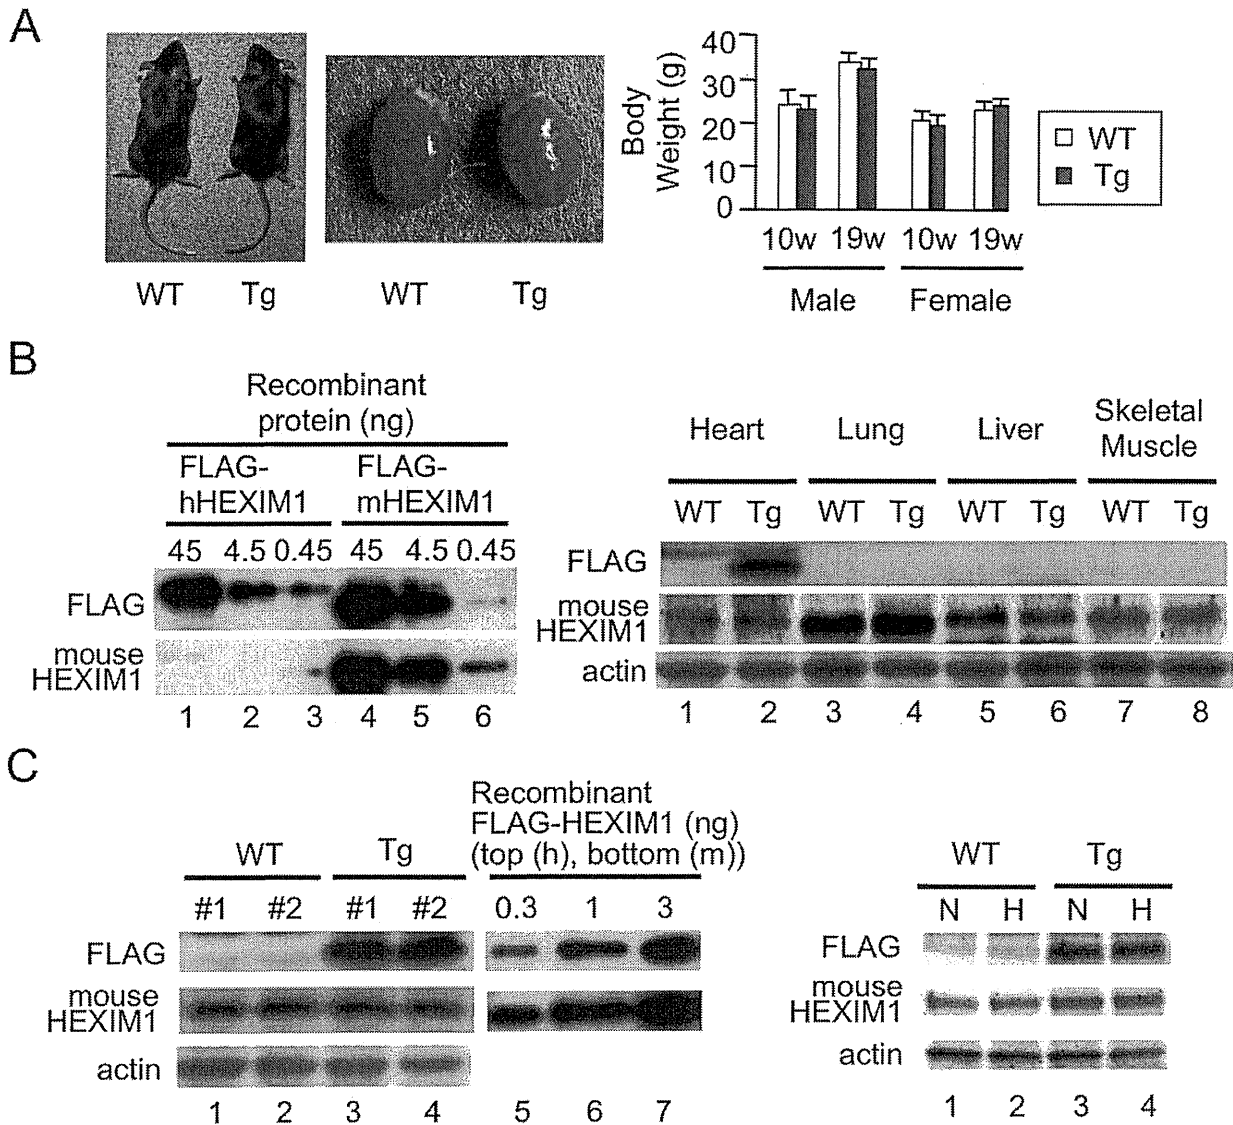 A
WT Tg
WT Tg
Body
Weight (g)
40
30
20
10
0
10w 19w 10w 19w
Male Female
WT
Tg
B
Recombinant
protein (ng)
FLAG-
hHEXIM1
FLAG-
mHEXIM1
45 4.5 0.45 45 4.5 0.45
FLAG
mouse
HEXIM1
1 2 3 4 5 6
Heart Lung Liver Skeletal
Muscle
WT Tg WT Tg WT Tg WT Tg
FLAG
mouse
HEXIM1
actin
1 2 3 4 5 6 7 8
C
WT Tg
Recombinant
FLAG-HEXIM1 (ng)
(top (h), bottom (m))
#1 #2 #1 #2 0.3 1 3
FLAG
mouse
HEXIM1
actin
1 2 3 4 5 6 7
WT Tg
N H N H
FLAG
mouse
HEXIM1
actin
1 2 3 4